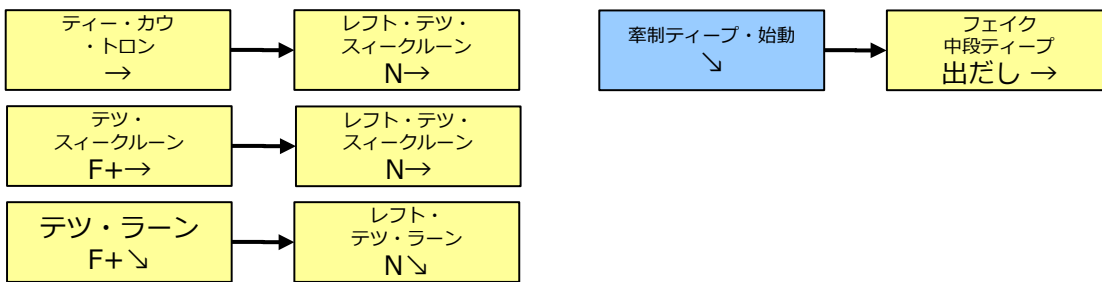 ティー・カウ
・トロン
→
レフト・テツ・
スィークルーン
N→
牽制ティープ・始動
↘
フェイク
中段ティープ
出だし →
テツ・
スィークルーン
F+→
レフト・テツ・
スィークルーン
N→
テツ・ラーン
F+↘
レフト・
テツ・ラーン
N↘